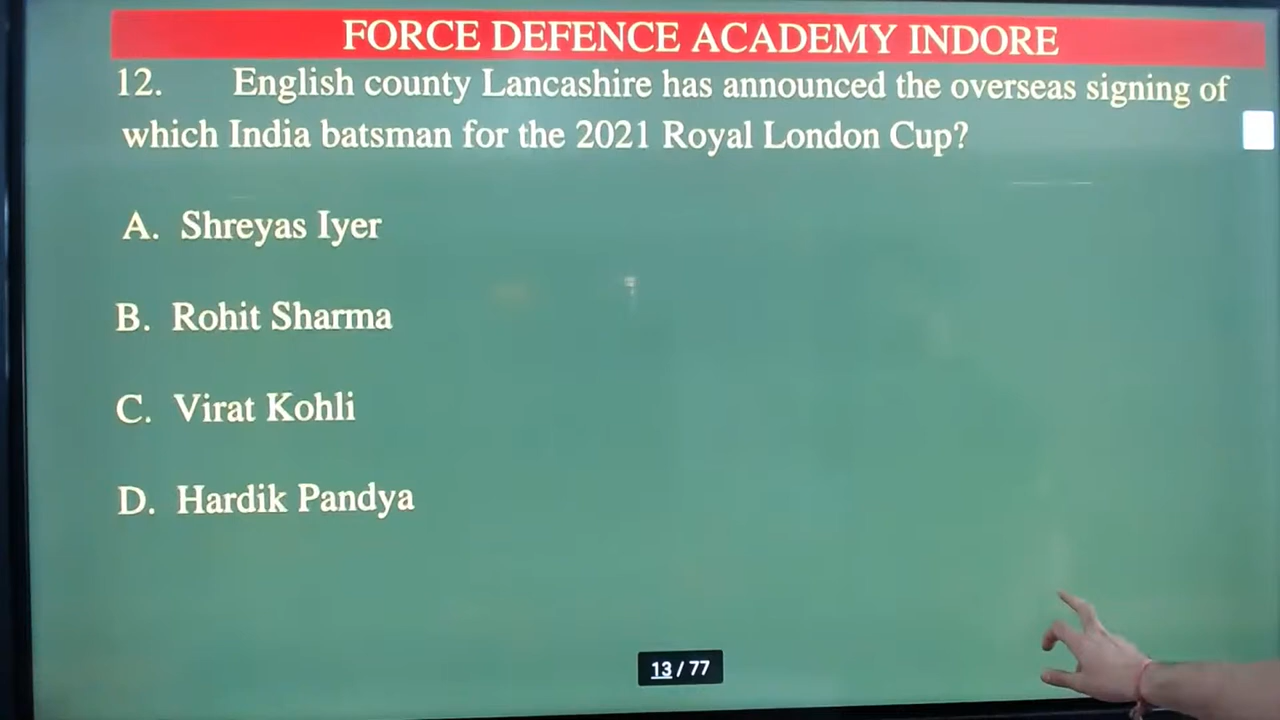 FORCE DEFENCE ACADEMY INDORE
12. English county Lancashire has announced the overseas signing of
which India batsman for the 2021 Royal London Cup?
A. Shreyas Iyer
B. Rohit Sharma
C. Virat Kohli
D. Hardik Pandya
13 / 77